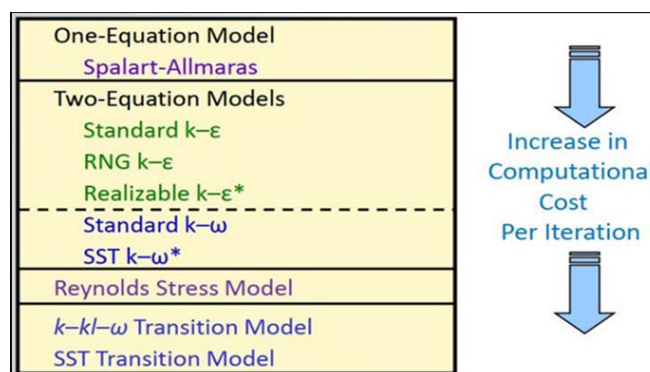 One-Equation Model
Spalart-Allmaras
Two-Equation Models
Standard k–ε
RNG k–ε
Realizable k–ε*
Standard k–ω
SST k–ω*
Reynolds Stress Model
k–kl–ω Transition Model
SST Transition Model
Increase in
Computational
Cost
Per Iteration